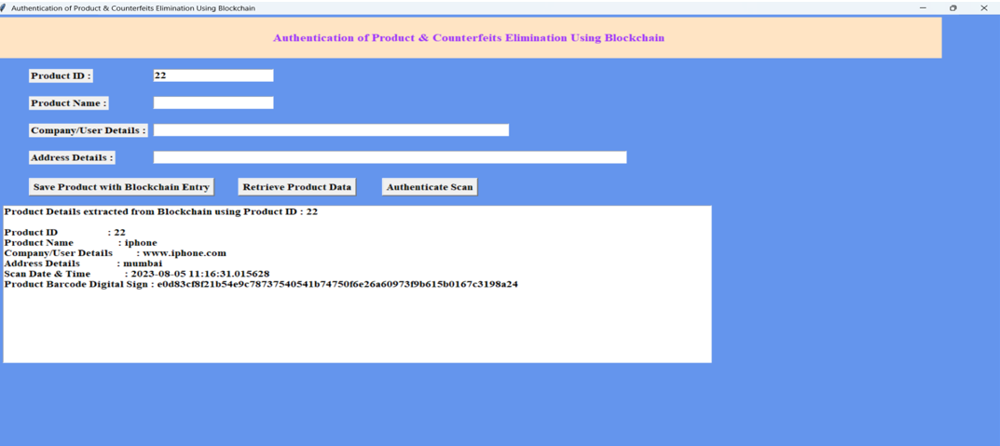 Authentication of Product & Counterfeits Elimination Using Blockchain
Authentication of Product & Counterfeits Elimination Using Blockchain
Product ID : 22
Product Name :
Company/User Details :
Address Details :
Save Product with Blockchain Entry Retrieve Product Data Authenticate Scan
Product Details extracted from Blockchain using Product ID : 22
Product ID : 22
Product Name : iphone
Company/User Details : www.iphone.com
Address Details : mumbai
Scan Date & Time : 2023-08-05 11:16:31.015628
Product Barcode Digital Sign : e0d83cf8f21b54e9c78737540541b74750f6e26a60973f9b615b0167c3198a24